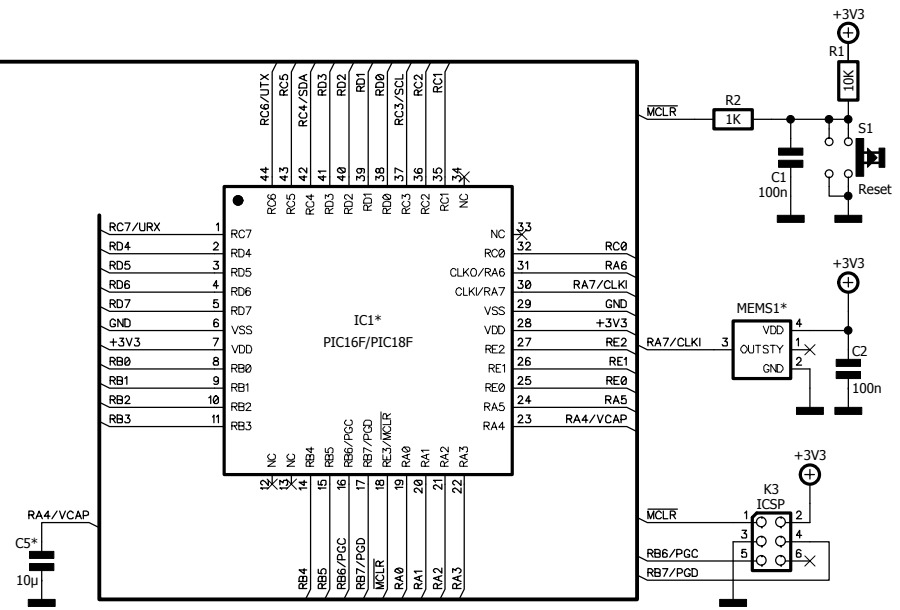 +3V3
R1
10K
RC6/UTX
RC5
RC4/SDA
RD3
RD2
RD1
RD0
RC3/SCL
RC2
RC1
MCLR
R2
1K
S1
C1
100n
Reset
44
43
42
41
40
39
38
37
36
35
34
RC6
RC5
RC4
RD3
RD2
RD1
RD0
RC3
RC2
RC1
NC
RC7/URX 1 RC7
RD4 2 RD4
RD5 3 RD5
RD6 4 RD6
RD7 5 RD7
GND 6 VSS
+3V3 7 VDD
RB0 8 RB0
RB1 9 RB1
RB2 10 RB2
RB3 11 RB3
IC1*
PIC16F/PIC18F
NC 33
RC0 32 RC0
CLKO/RA6 31 RA6
CLKI/RA7 30 RA7/CLKI
VSS 29 GND
VDD 28 +3V3
RE2 27 RE2
RE1 26 RE1
RE0 25 RE0
RA5 24 RA5
RA4 23 RA4/VCAP
+3V3
MEMS1*
RA7/CLKI 3
VDD 4
OUTSTY 1
GND 2
C2
100n
NC
NC
RB4
RB5
RB6/PGC
RB7/PGD
RE3/MCLR
RA0
RA1
RA2
RA3
12
13
14
15
16
17
18
19
20
21
22
RB4
RB5
RB6/PGC
RB7/PGD
MCLR
RA0
RA1
RA2
RA3
RA4/VCAP
C5*
10µ
+3V3
K3
ICSP
MCLR 1 2
3 4
RB6/PGC 5 6
RB7/PGD